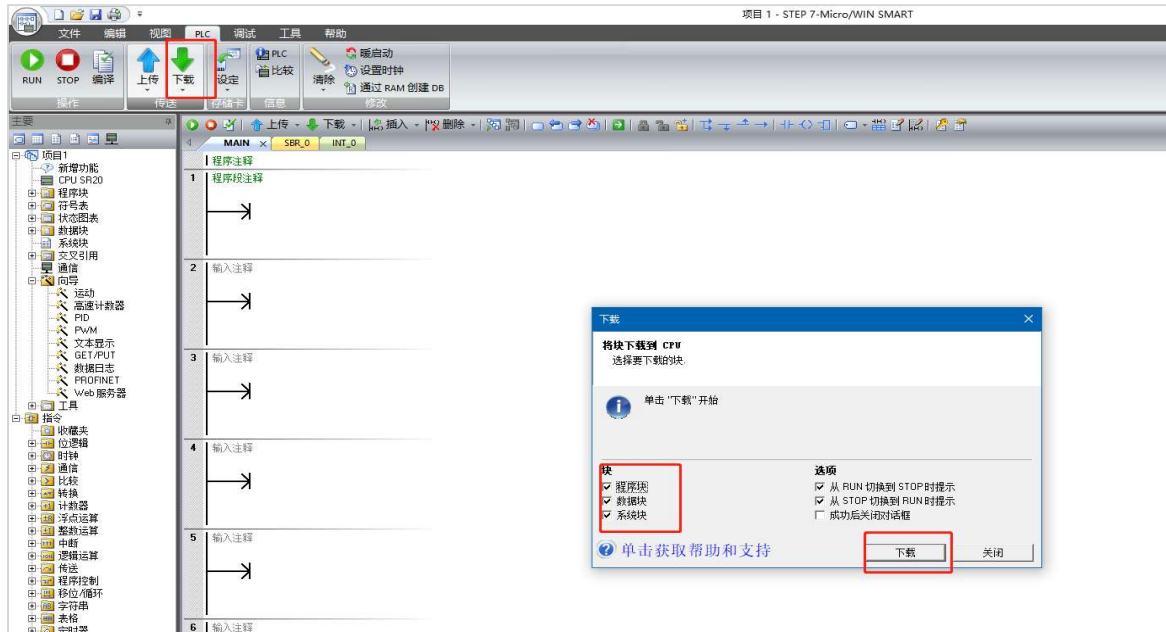 项目 1 - STEP 7-Micro/WIN SMART
文件 编辑 视图 PLC 调试 工具 帮助
RUN STOP 编译 上传 下载 设定 PLC 比较 清除 暖启动
设置时钟
通过 RAM 创建 DB
操作 传送 存储卡 信息 修改
主要
上传 下载 插入 删除
MAIN SBR_0 INT_0
项目1
新增功能
CPU SR20
程序块
符号表
状态图表
数据块
系统块
交叉引用
通信
向导
运动
高速计数器
PID
PWM
文本显示
GET/PUT
数据日志
PROFINET
Web 服务器
工具
指令
收藏夹
位逻辑
时钟
通信
比较
转换
计数器
浮点运算
整数运算
中断
逻辑运算
传送
程序控制
移位/循环
字符串
表格
定时器
程序注释
1 程序段注释
2 输入注释
3 输入注释
4 输入注释
5 输入注释
6 输入注释
下载
将块下载到 CPU
选择要下载的块.
单击 "下载" 开始
块
程序块
数据块
系统块
选项
从 RUN 切换到 STOP 时提示
从 STOP 切换到 RUN 时提示
成功后关闭对话框
单击获取帮助和支持
下载 关闭